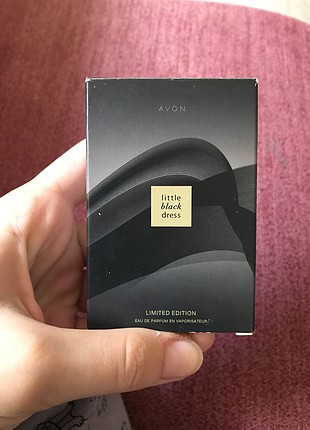 AVON
little
black
dress
LIMITED EDITION
EAU DE PARFUM EN VAPORISATEUR